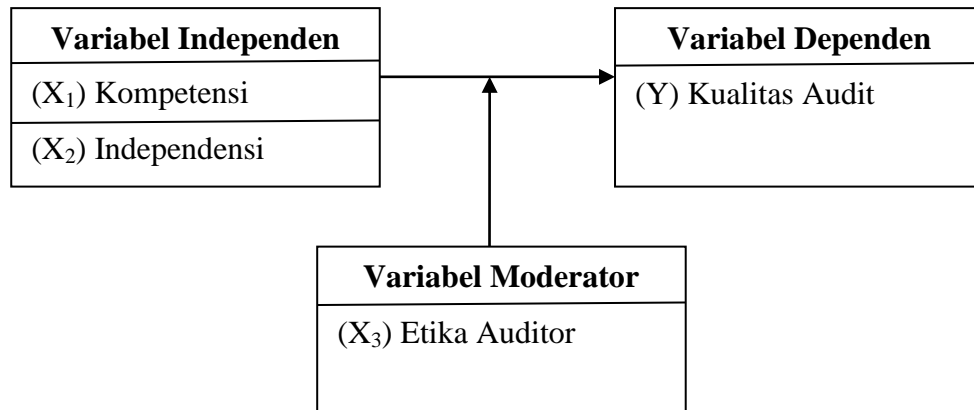 Variabel Independen
(X₁) Kompetensi
(X₂) Independensi
Variabel Dependen
(Y) Kualitas Audit
Variabel Moderator
(X₃) Etika Auditor